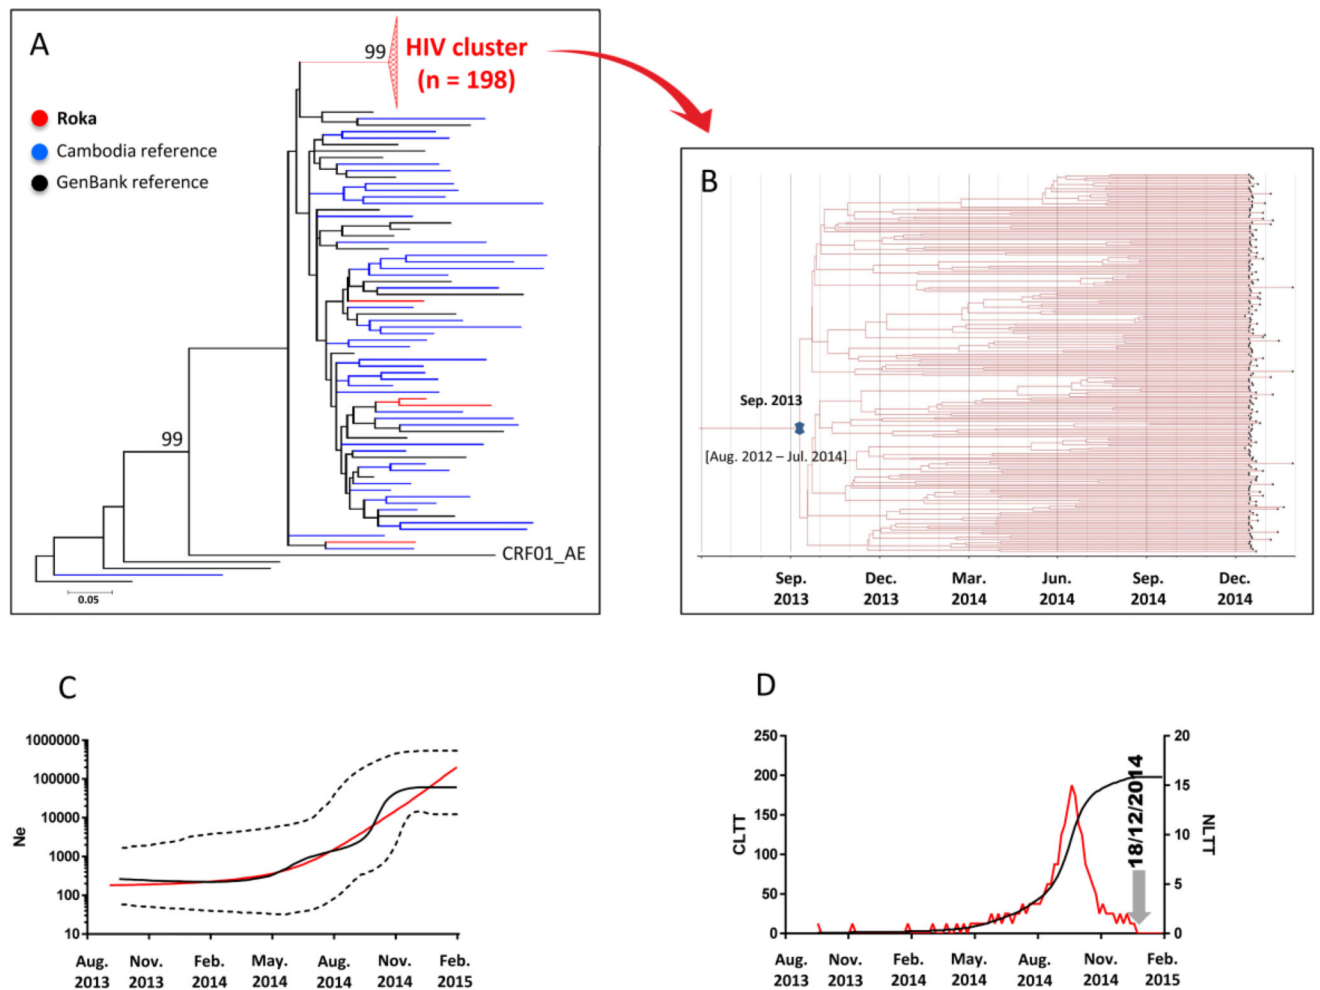 A
99
HIV cluster
(n = 198)
Roka
Cambodia reference
GenBank reference
99
CRF01_AE
0.05
B
Sep. 2013
[Aug. 2012 – Jul. 2014]
Sep. Dec. Mar. Jun. Sep. Dec.
2013 2013 2014 2014 2014 2014
C
1000000
100000
10000
1000
100
10
Ne
Aug. Nov. Feb. May. Aug. Nov. Feb.
2013 2013 2014 2014 2014 2014 2015
D
250 20
200 15
150
100 10
50 5
0 0
CLTT
NLTT
18/12/2014
Aug. Nov. Feb. May. Aug. Nov. Feb.
2013 2013 2014 2014 2014 2014 2015